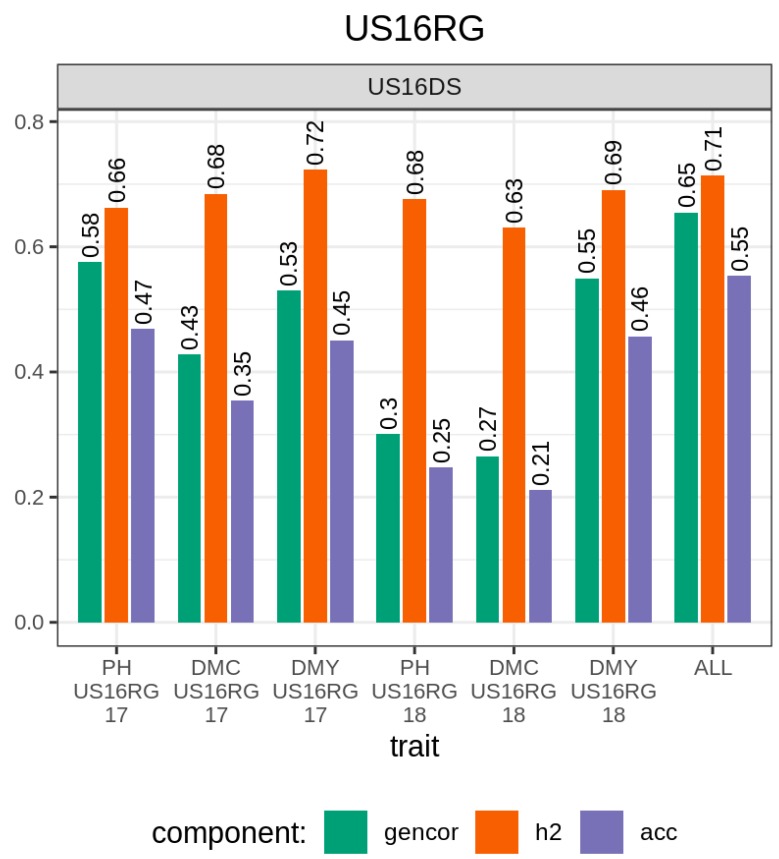 US16RG
US16DS
0.8
0.6
0.4
0.2
0.0
0.58
0.66
0.47
0.43
0.68
0.35
0.53
0.72
0.45
0.3
0.68
0.25
0.27
0.63
0.21
0.55
0.69
0.46
0.65
0.71
0.55
PH
US16RG
17
DMC
US16RG
17
DMY
US16RG
17
PH
US16RG
18
DMC
US16RG
18
DMY
US16RG
18
ALL
trait
component: gencor h2 acc